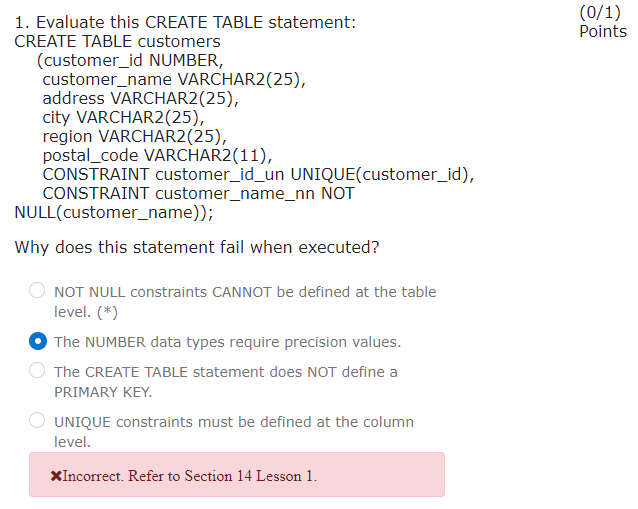 1. Evaluate this CREATE TABLE statement:
(0/1)
Points
CREATE TABLE customers
(customer_id NUMBER,
customer_name VARCHAR2(25),
address VARCHAR2(25),
city VARCHAR2(25),
region VARCHAR2(25),
postal_code VARCHAR2(11),
CONSTRAINT customer_id_un UNIQUE(customer_id),
CONSTRAINT customer_name_nn NOT
NULL(customer_name));
Why does this statement fail when executed?
NOT NULL constraints CANNOT be defined at the table
level. (*)
The NUMBER data types require precision values.
The CREATE TABLE statement does NOT define a
PRIMARY KEY.
UNIQUE constraints must be defined at the column
level.
✖Incorrect. Refer to Section 14 Lesson 1.